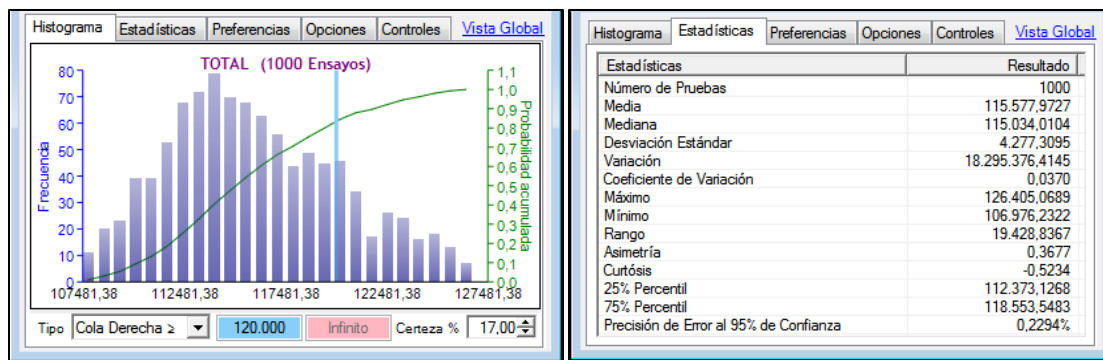 Histograma Estadísticas Preferencias Opciones Controles Vista Global
TOTAL (1000 Ensayos)
Frecuencia
80
70
60
50
40
30
20
10
0
1,1
1,0
0,9
0,8
0,7
0,6
0,5
0,4
0,3
0,2
0,1
0,0
Probabilidad acumulada
107481,38 112481,38 117481,38 122481,38 127481,38
Tipo Cola Derecha ≥ 120.000 Infinito Certeza % 17,00
Histograma Estadísticas Preferencias Opciones Controles Vista Global
Estadísticas Resultado
Número de Pruebas 1000
Media 115.577,9727
Mediana 115.034,0104
Desviación Estándar 4.277,3095
Variación 18.295.376,4145
Coeficiente de Variación 0,0370
Máximo 126.405,0689
Mínimo 106.976,2322
Rango 19.428,8367
Asimetría 0,3677
Curtósis -0,5234
25% Percentil 112.373,1268
75% Percentil 118.553,5483
Precisión de Error al 95% de Confianza 0,2294%